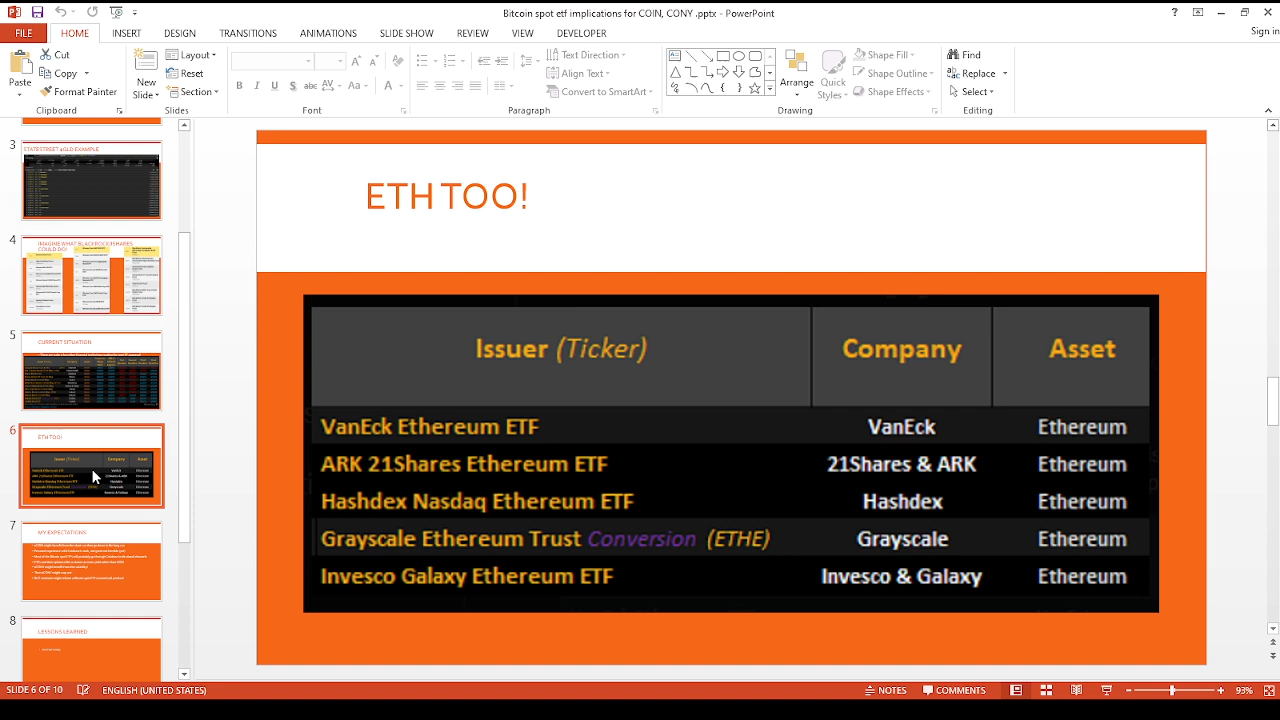 Bitcoin spot etf implications for COIN, CONY .pptx - PowerPoint
FILE HOME INSERT DESIGN TRANSITIONS ANIMATIONS SLIDE SHOW REVIEW VIEW DEVELOPER Sign in
Paste
Cut
Copy
Format Painter
Clipboard
New
Slide
Layout
Reset
Section
Slides
Font
Text Direction
Align Text
Convert to SmartArt
Paragraph
Arrange
Quick
Styles
Shape Fill
Shape Outline
Shape Effects
Drawing
Find
Replace
Select
Editing
3
STATESTREET 4GLD EXAMPLE
4
IMAGINE WHAT BLACKROCK ISHARES
COULD DO!
5
CURRENT SITUATION
6
ETH TOO!
7
MY EXPECTATIONS
8
LESSONS LEARNED
ETH TOO!
Issuer (Ticker) Company Asset
VanEck Ethereum ETF VanEck Ethereum
ARK 21Shares Ethereum ETF 22Shares & ARK Ethereum
Hashdex Nasdaq Ethereum ETF Hashdex Ethereum
Grayscale Ethereum Trust Conversion (ETHE) Grayscale Ethereum
Invesco Galaxy Ethereum ETF Invesco & Galaxy Ethereum
SLIDE 6 OF 10 ENGLISH (UNITED STATES) NOTES COMMENTS 93%